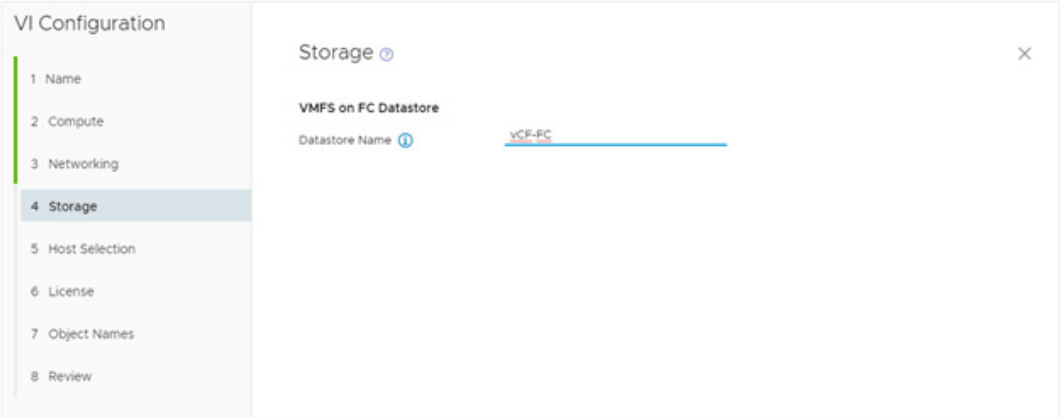 VI Configuration
1 Name
2 Compute
3 Networking
4 Storage
5 Host Selection
6 License
7 Object Names
8 Review
Storage
VMFS on FC Datastore
Datastore Name vCF-FC